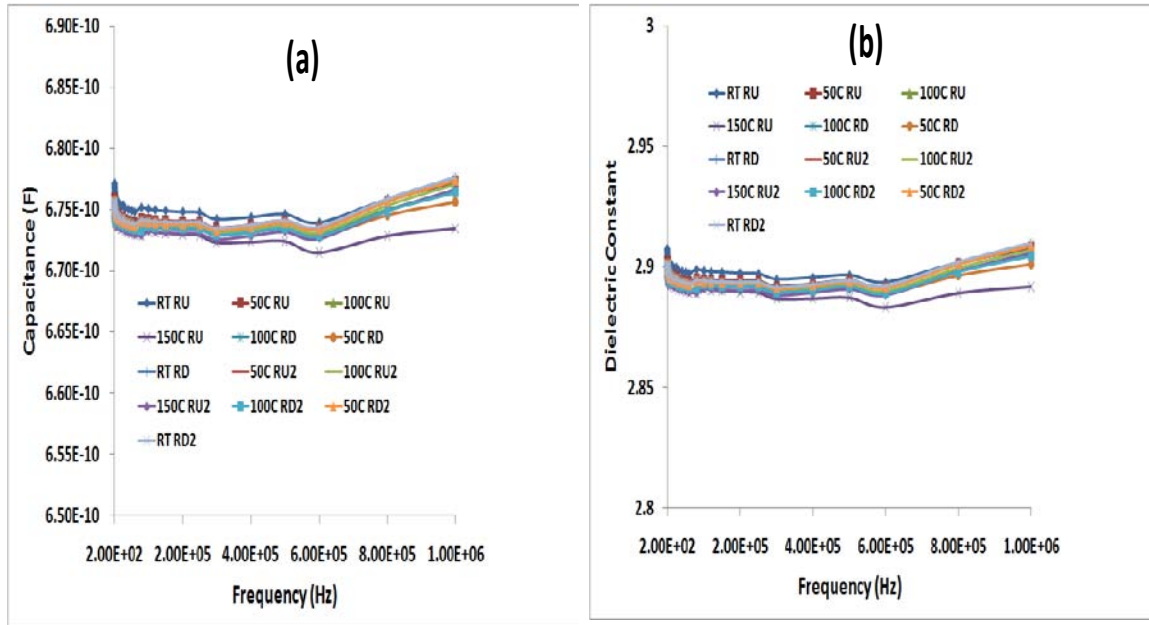 (a)
Capacitance (F)
6.90E-10
6.85E-10
6.80E-10
6.75E-10
6.70E-10
6.65E-10
6.60E-10
6.55E-10
6.50E-10
RT RU 50C RU 100C RU
150C RU 100C RD 50C RD
RT RD 50C RU2 100C RU2
150C RU2 100C RD2 50C RD2
RT RD2
2.00E+02 2.00E+05 4.00E+05 6.00E+05 8.00E+05 1.00E+06
Frequency (Hz)
(b)
Dielectric Constant
3
2.95
2.9
2.85
2.8
RT RU 50C RU 100C RU
150C RU 100C RD 50C RD
RT RD 50C RU2 100C RU2
150C RU2 100C RD2 50C RD2
RT RD2
2.00E+02 2.00E+05 4.00E+05 6.00E+05 8.00E+05 1.00E+06
Frequency (Hz)